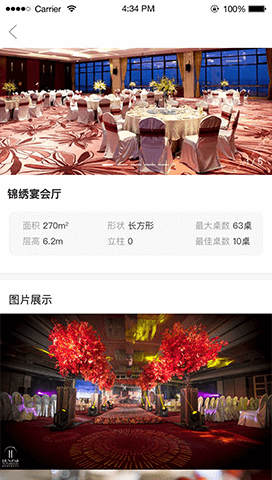 Carrier 4:34 PM 100%
1/5
锦绣宴会厅
面积 270m² 形状 长方形 最大桌数 63桌
层高 6.2m 立柱 0 最佳桌数 10桌
图片展示